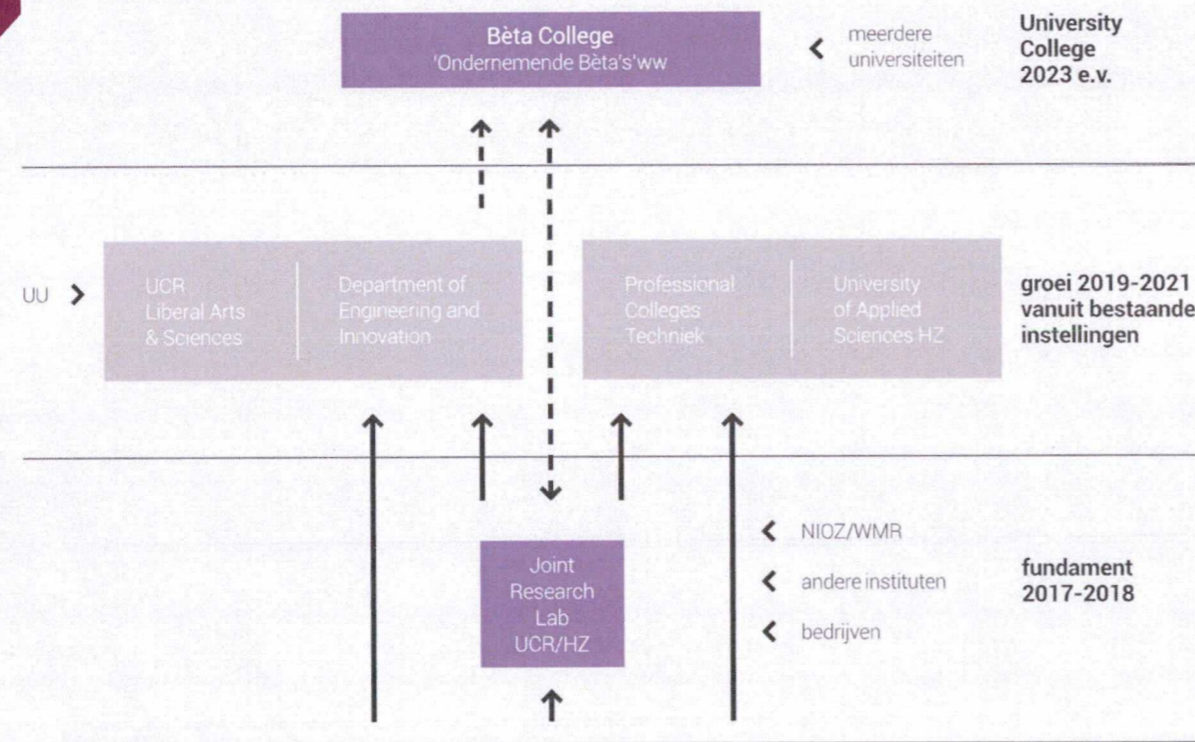 Bèta College
'Ondernemende Bèta's'ww
meerdere
universiteiten
University
College
2023 e.v.
UU
UCR
Liberal Arts
& Sciences
Department of
Engineering and
Innovation
Professional
Colleges
Techniek
University
of Applied
Sciences HZ
groei 2019-2021
vanuit bestaande
instellingen
Joint
Research
Lab
UCR/HZ
NIOZ/WMR
andere instituten
bedrijven
fundament
2017-2018